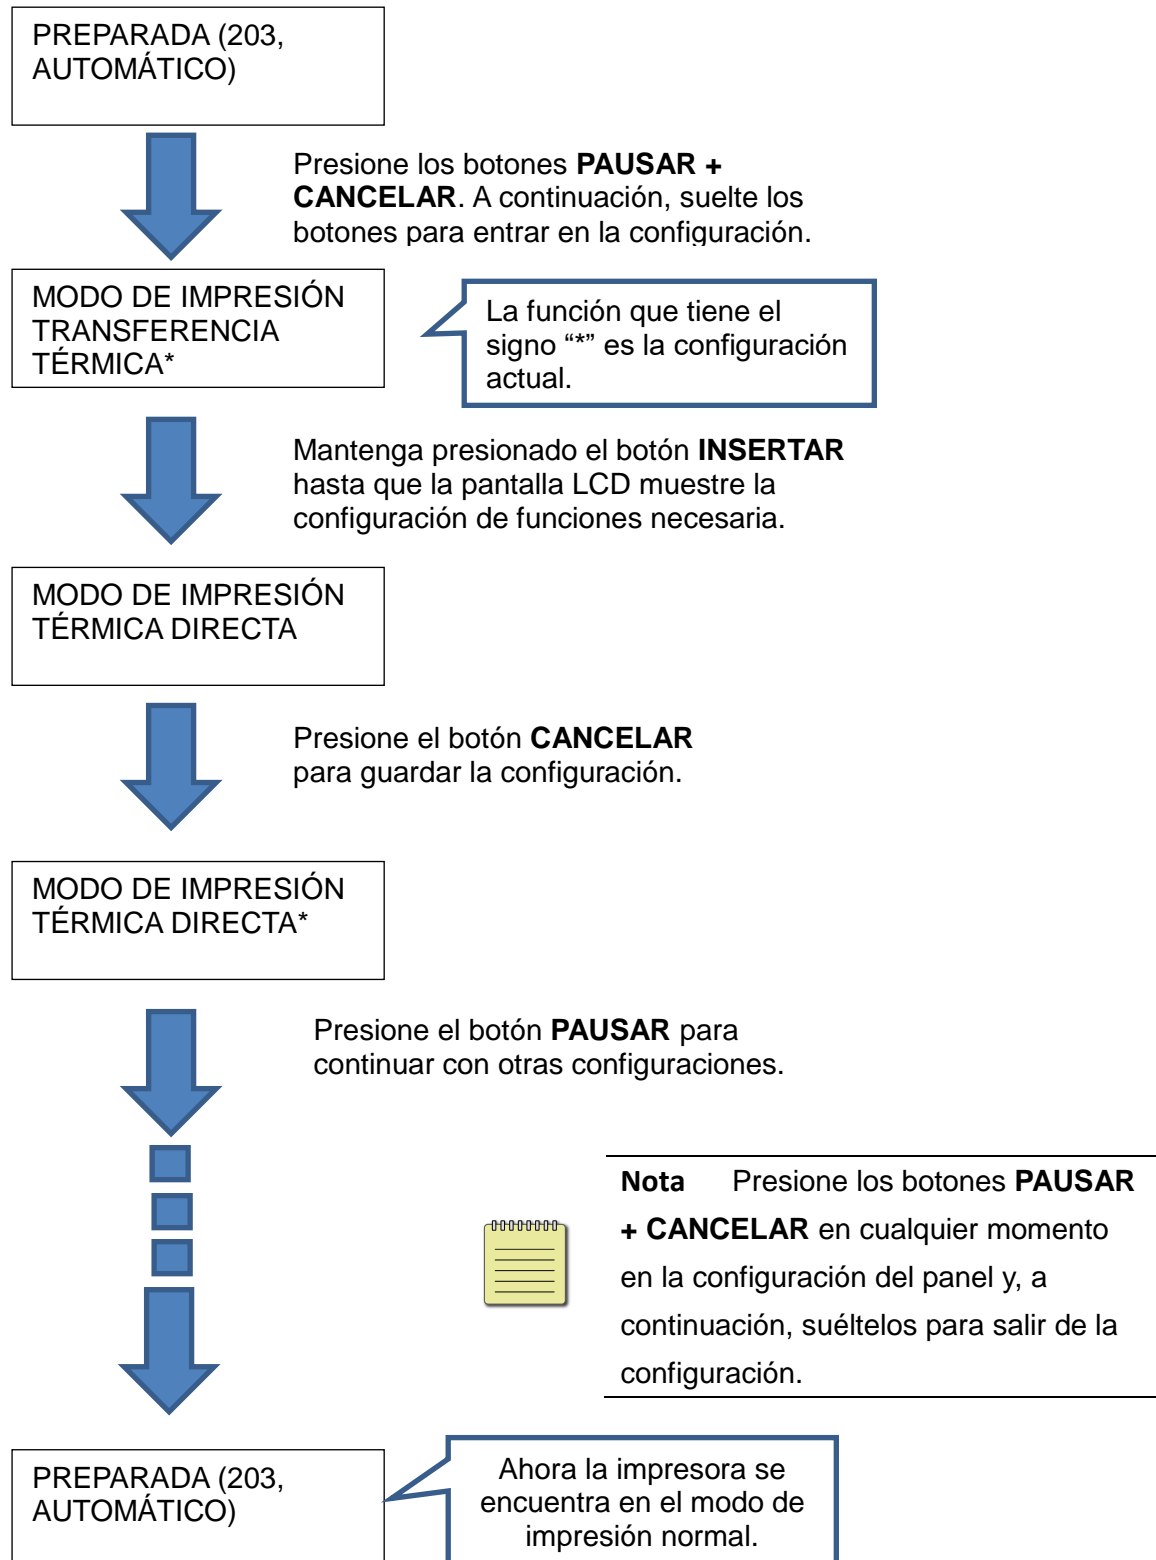 PREPARADA (203,
AUTOMÁTICO)
Presione los botones PAUSAR +
CANCELAR. A continuación, suelte los
botones para entrar en la configuración.
MODO DE IMPRESIÓN
TRANSFERENCIA
TÉRMICA*
La función que tiene el
signo “*” es la configuración
actual.
Mantenga presionado el botón INSERTAR
hasta que la pantalla LCD muestre la
configuración de funciones necesaria.
MODO DE IMPRESIÓN
TÉRMICA DIRECTA
Presione el botón CANCELAR
para guardar la configuración.
MODO DE IMPRESIÓN
TÉRMICA DIRECTA*
Presione el botón PAUSAR para
continuar con otras configuraciones.
Nota Presione los botones PAUSAR
+ CANCELAR en cualquier momento
en la configuración del panel y, a
continuación, suéltelos para salir de la
configuración.
PREPARADA (203,
AUTOMÁTICO)
Ahora la impresora se
encuentra en el modo de
impresión normal.